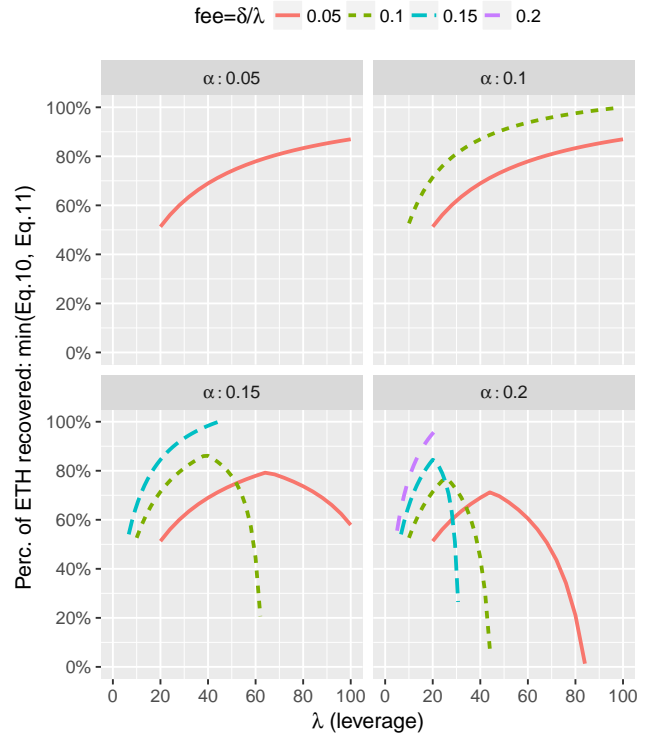 fee=δ/λ 0.05 0.1 0.15 0.2
α: 0.05 α: 0.1
100%
80%
60%
40%
20%
0%
α: 0.15 α: 0.2
100%
80%
60%
40%
20%
0%
0 20 40 60 80 100 0 20 40 60 80 100
λ (leverage)
Perc. of ETH recovered: min(Eq.10, Eq.11)